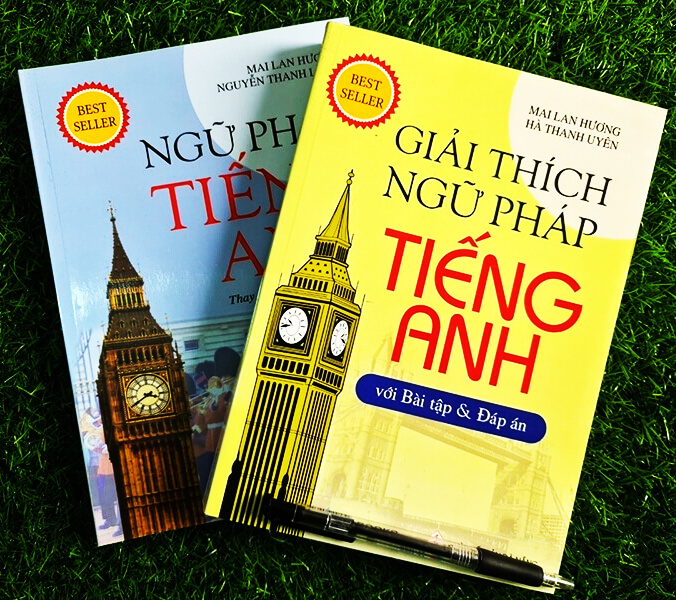 BEST
SELLER
MAI LAN HƯƠNG
NGUYỄN THANH
NGỮ
TIẾN
Thay
BEST
SELLER
MAI LAN HƯƠNG
HÀ THANH UYÊN
GIẢI THÍCH
NGỮ PHÁP
TIẾNG
ANH
với Bài tập & Đáp án